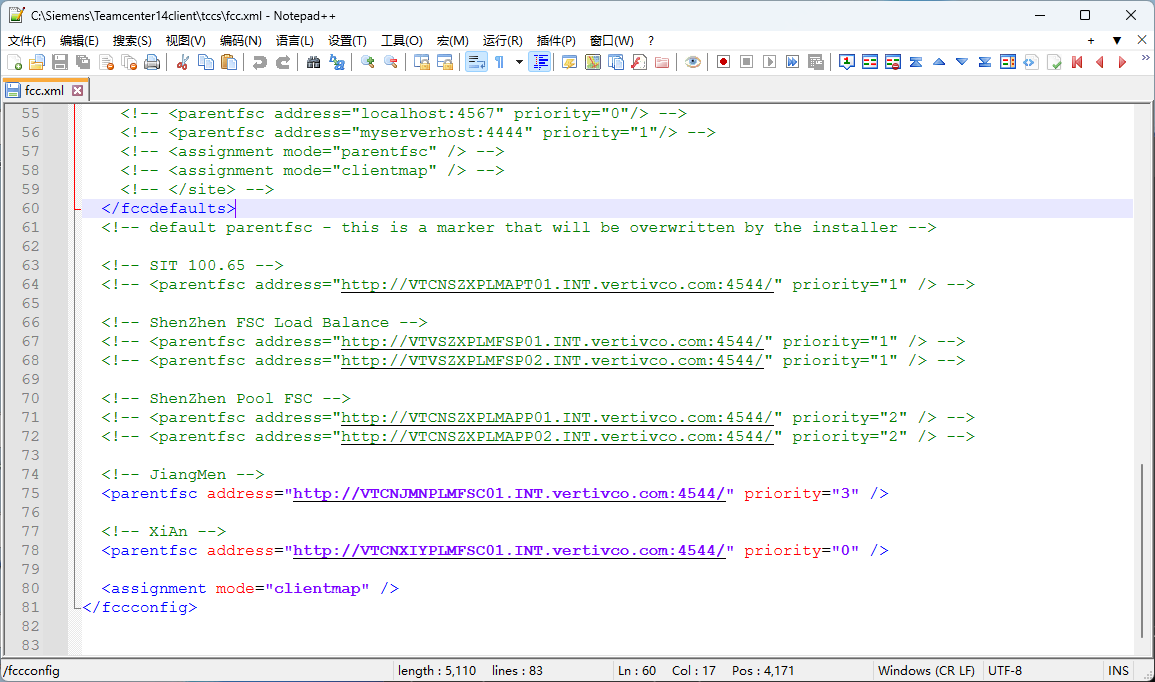 C:\Siemens\Teamcenter14client\tccs\fcc.xml - Notepad++
文件(F) 编辑(E) 搜索(S) 视图(V) 编码(N) 语言(L) 设置(T) 工具(O) 宏(M) 运行(R) 插件(P) 窗口(W) ?
fcc.xml
55 <!-- <parentfsc address="localhost:4567" priority="0"/> -->
56 <!-- <parentfsc address="myserverhost:4444" priority="1"/> -->
57 <!-- <assignment mode="parentfsc" /> -->
58 <!-- <assignment mode="clientmap" /> -->
59 <!-- </site> -->
60 </fccdefaults>
61 <!-- default parentfsc - this is a marker that will be overwritten by the installer -->
62
63 <!-- SIT 100.65 -->
64 <!-- <parentfsc address="http://VTCNSZXPLMAPT01.INT.vertivco.com:4544/" priority="1" /> -->
65
66 <!-- ShenZhen FSC Load Balance -->
67 <!-- <parentfsc address="http://VTVSZXPLMFSP01.INT.vertivco.com:4544/" priority="1" /> -->
68 <!-- <parentfsc address="http://VTVSZXPLMFSP02.INT.vertivco.com:4544/" priority="1" /> -->
69
70 <!-- ShenZhen Pool FSC -->
71 <!-- <parentfsc address="http://VTCNSZXPLMAPP01.INT.vertivco.com:4544/" priority="2" /> -->
72 <!-- <parentfsc address="http://VTCNSZXPLMAPP02.INT.vertivco.com:4544/" priority="2" /> -->
73
74 <!-- JiangMen -->
75 <parentfsc address="http://VTCNJMNPLMFSC01.INT.vertivco.com:4544/" priority="3" />
76
77 <!-- XiAn -->
78 <parentfsc address="http://VTCNXIYPLMFSC01.INT.vertivco.com:4544/" priority="0" />
79
80 <assignment mode="clientmap" />
81 </fccconfig>
82
83
/fccconfig length : 5,110 lines : 83 Ln : 60 Col : 17 Pos : 4,171 Windows (CR LF) UTF-8 INS